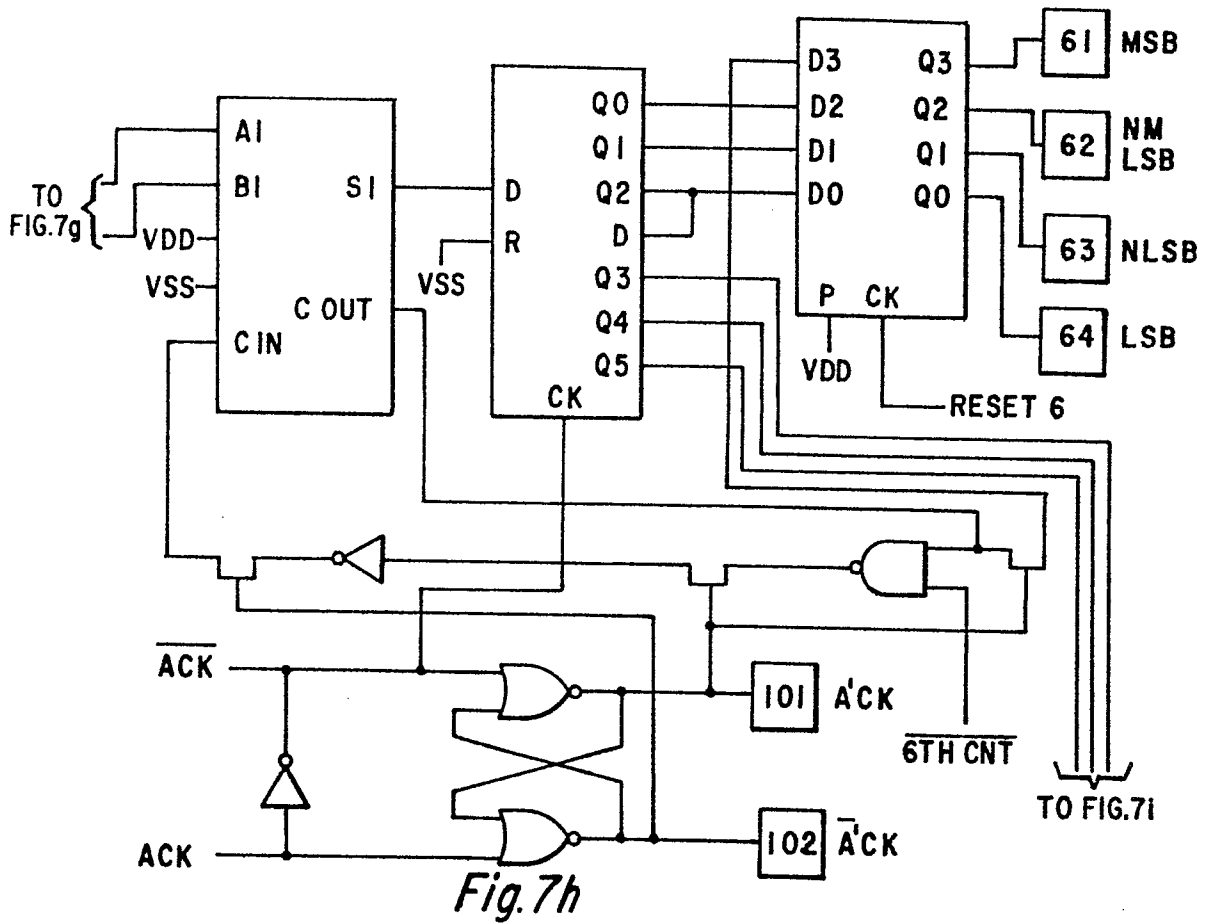 61 MSB
62 NM LSB
63 NLSB
64 LSB
D3 Q3
D2 Q2
D1 Q1
D0 Q0
P CK
VDD
RESET 6
Q0
Q1
D Q2
R D
Q3
Q4
Q5
CK
VSS
A1
B1 S1
C OUT
C IN
TO FIG.7g
VDD
VSS
ACK
ACK
101 A'CK
102 A'CK
6TH CNT
TO FIG.7i
Fig.7h